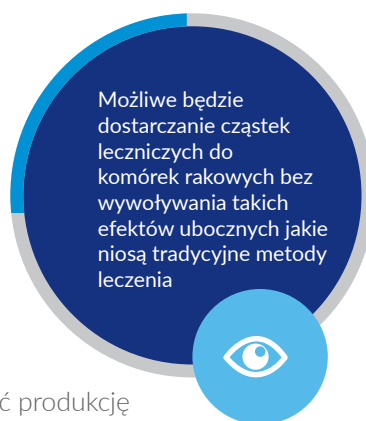 Możliwe będzie
dostarczanie cząstek
leczniczych do
komórek rakowych bez
wywoływania takich
efektów ubocznych jakie
niosą tradycyjne metody
leczenia
ć produkcję